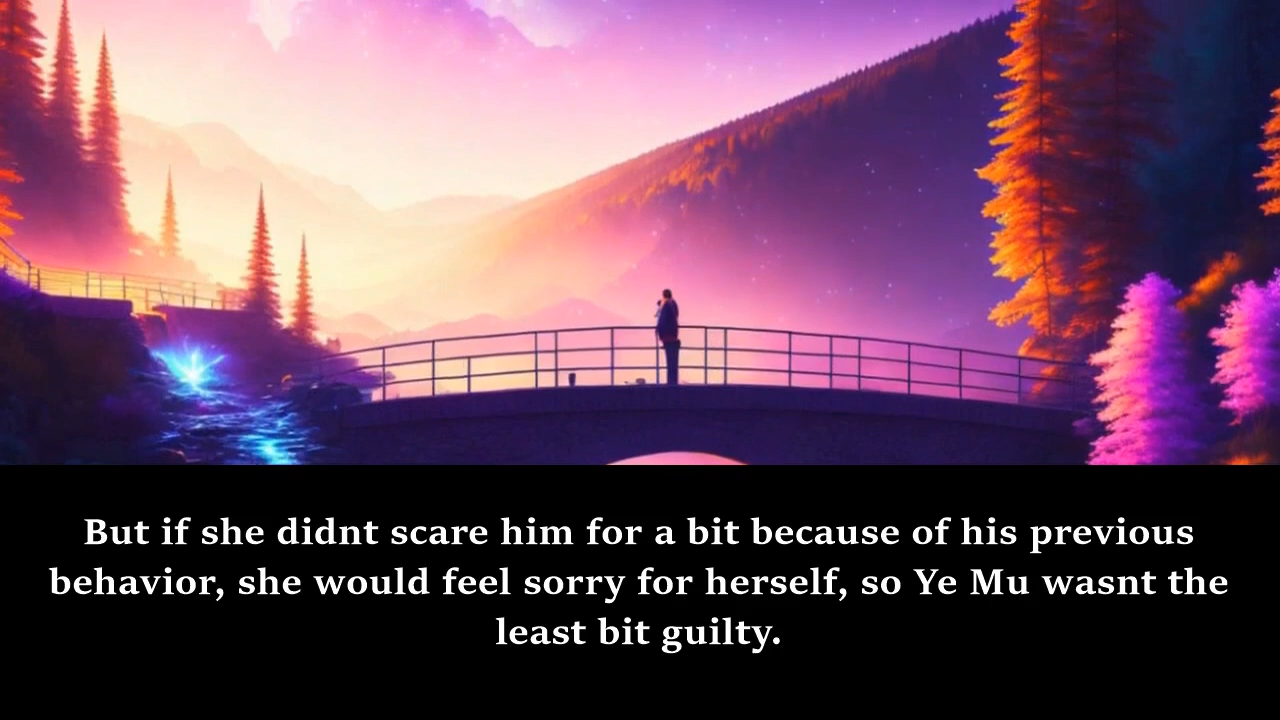 But if she didnt scare him for a bit because of his previous
behavior, she would feel sorry for herself, so Ye Mu wasnt the
least bit guilty.